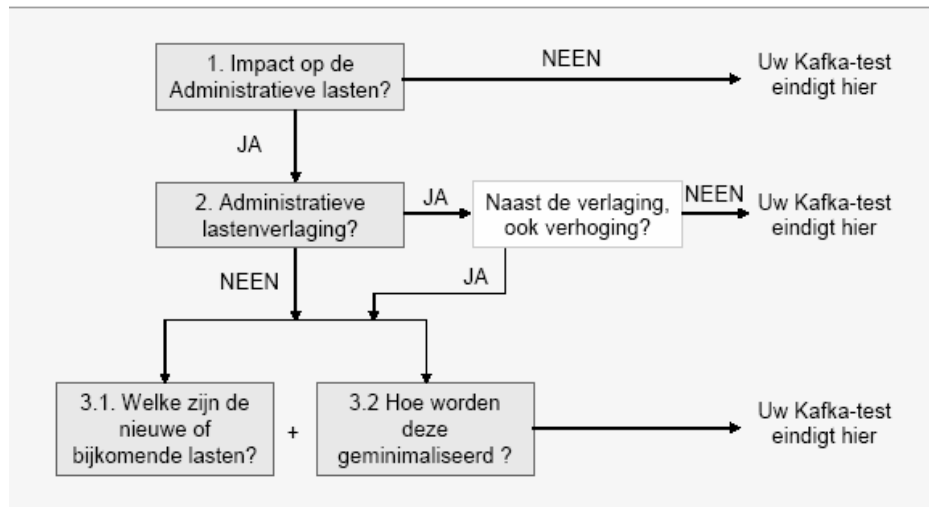 1. Impact op de
Administratieve lasten?
NEEN
Uw Kafka-test
eindigt hier
JA
2. Administratieve
lastenverlaging?
JA
Naast de verlaging,
ook verhoging?
NEEN
Uw Kafka-test
eindigt hier
NEEN
JA
3.1. Welke zijn de
nieuwe of
bijkomende lasten?
+
3.2 Hoe worden
deze
geminimaliseerd ?
Uw Kafka-test
eindigt hier